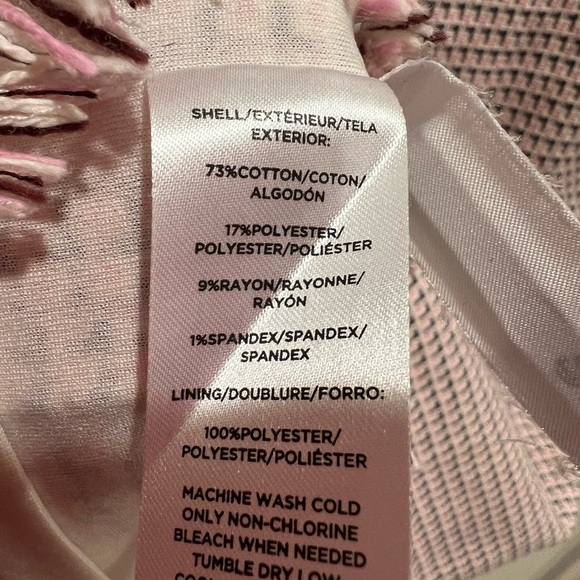 SHELL/EXTÉRIEUR/TELA
EXTERIOR:
73%COTTON/COTON/
ALGODÓN
17%POLYESTER/
POLYESTER/POLIÉSTER
9%RAYON/RAYONNE/
RAYÓN
1%SPANDEX/SPANDEX/
SPANDEX
LINING/DOUBLURE/FORRO:
100%POLYESTER/
POLYESTER/POLIÉSTER
MACHINE WASH COLD
ONLY NON-CHLORINE
BLEACH WHEN NEEDED
TUMBLE DRY LOW